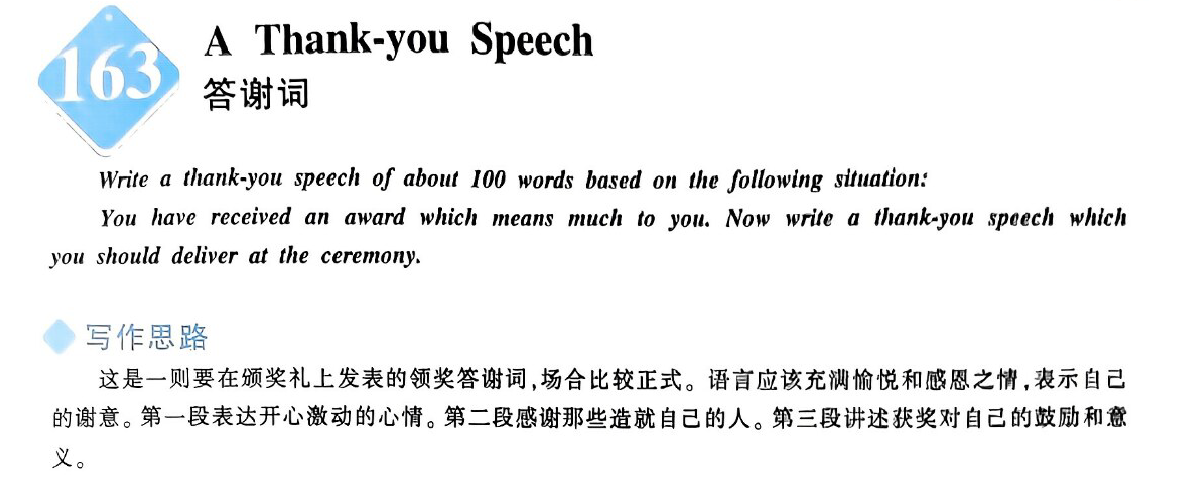 163
A Thank-you Speech
答谢词
Write a thank-you speech of about 100 words based on the following situation:
You have received an award which means much to you. Now write a thank-you speech which
you should deliver at the ceremony.
写作思路
这是一则要在颁奖礼上发表的领奖答谢词,场合比较正式。语言应该充满愉悦和感恩之情,表示自己
的谢意。第一段表达开心激动的心情。第二段感谢那些造就自己的人。第三段讲述获奖对自己的鼓励和意
义。